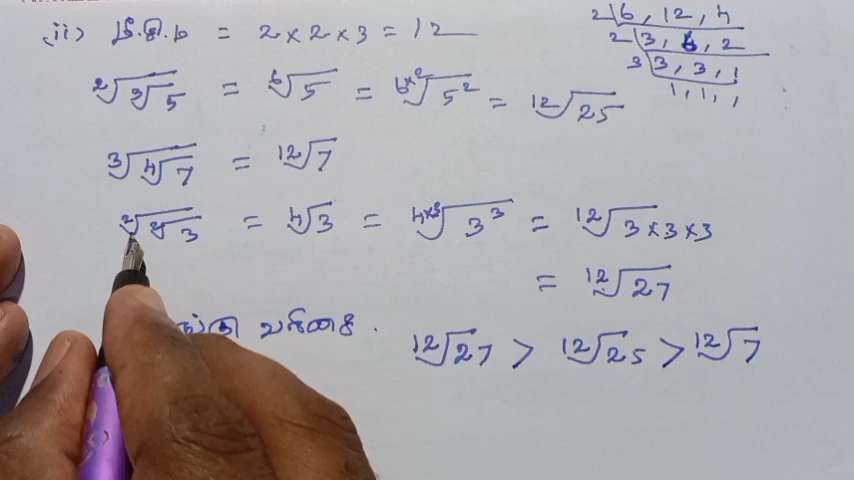 ii) மீ.சி.ம = 2 × 2 × 3 = 12
2 | 6, 12, 4
2 | 3, 6, 2
3 | 3, 3, 1
1, 1, 1
²√³√5 = ⁶√5 = ⁶ˣ²√5² = ¹²√25
³√⁴√7 = ¹²√7
²√²√3 = ⁴√3 = ⁴ˣ³√3³ = ¹²√3×3×3
= ¹²√27
வரிசை.
¹²√27 > ¹²√25 > ¹²√7